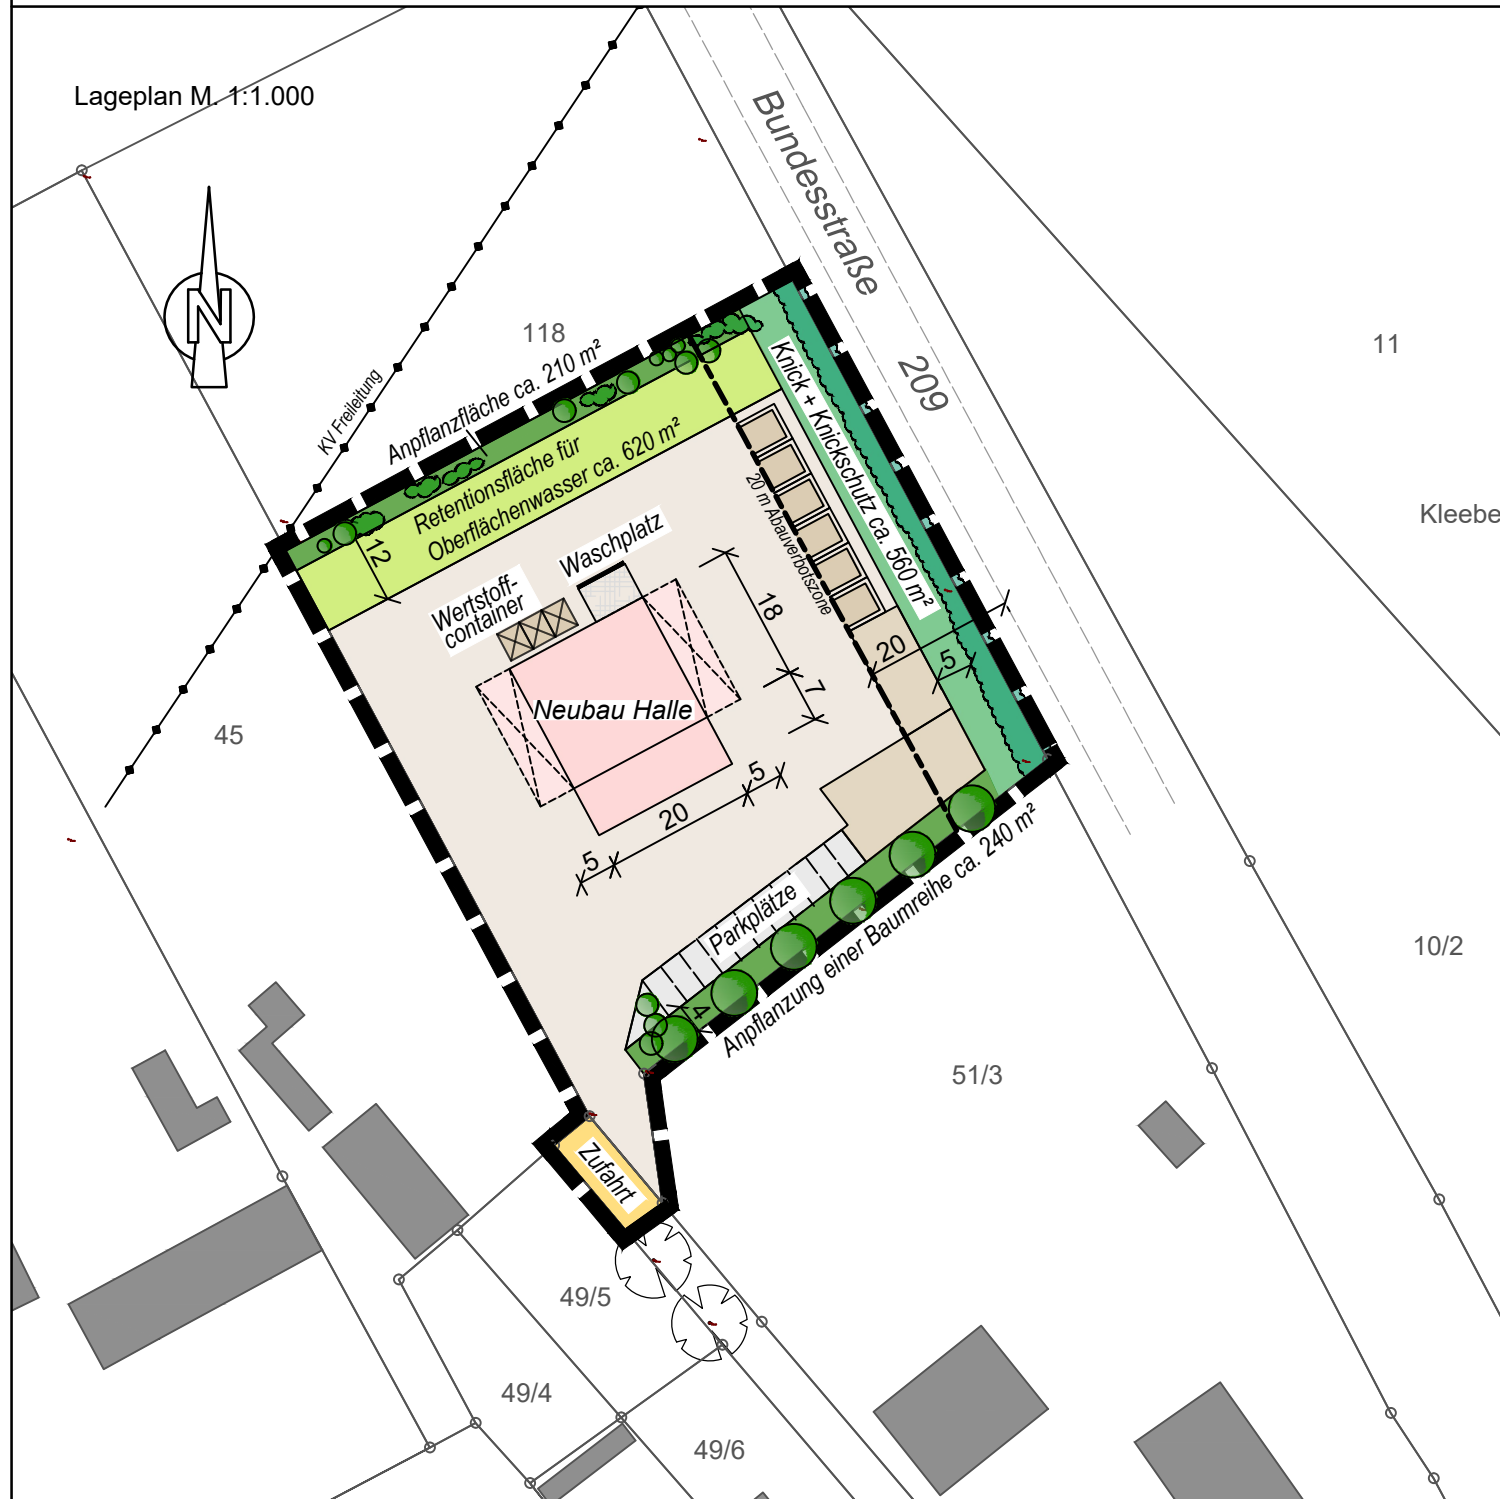 Lageplan M. 1:1.000
Bundesstraße
209
N
118
11
KV Freileitung
Anpflanzfläche ca. 210 m²
Retentionsfläche für
Oberflächenwasser ca. 620 m²
12
Knick + Knickschutz ca. 560 m²
20 m Abauverbotszone
Kleebe
Waschplatz
Wertstoff-
container
18
7
20
5
Neubau Halle
45
5
20
5
Parkplätze
4
Anpflanzung einer Baumreihe ca. 240 m²
10/2
51/3
Zufahrt
49/5
49/4
49/6